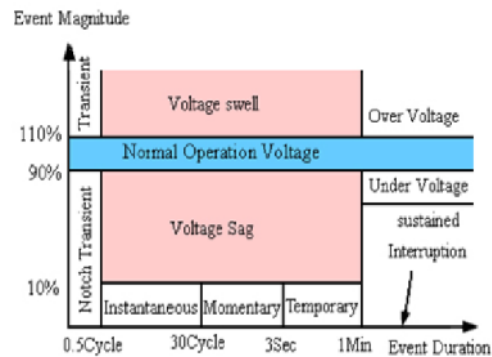 Event Magnitude
Transient
Voltage swell
Over Voltage
110%
Normal Operation Voltage
90%
Under Voltage
Notch Transient
Voltage Sag
sustained
Interruption
10%
Instantaneous Momentary Temporary
0.5Cycle 30Cycle 3Sec 1Min Event Duration